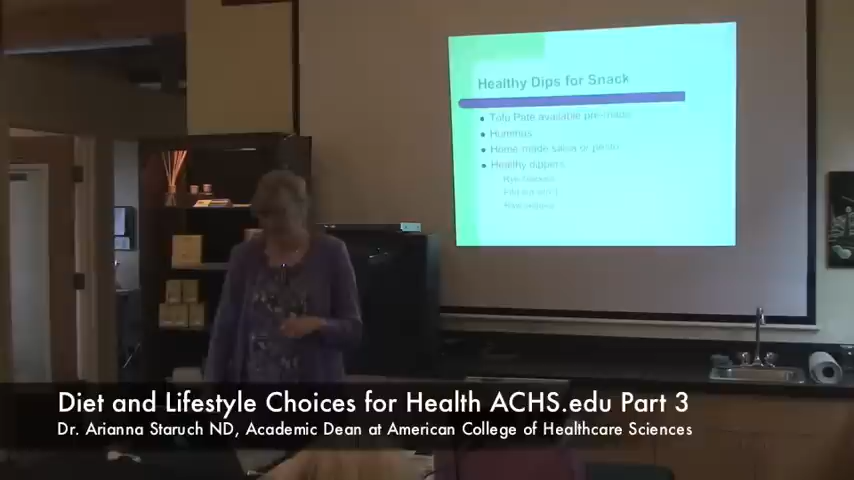 Healthy Dips for Snack
Tofu Pate available pre-made
Hummus
Home made salsa or pesto
Healthy dippers
Diet and Lifestyle Choices for Health ACHS.edu Part 3
Dr. Arianna Staruch ND, Academic Dean at American College of Healthcare Sciences